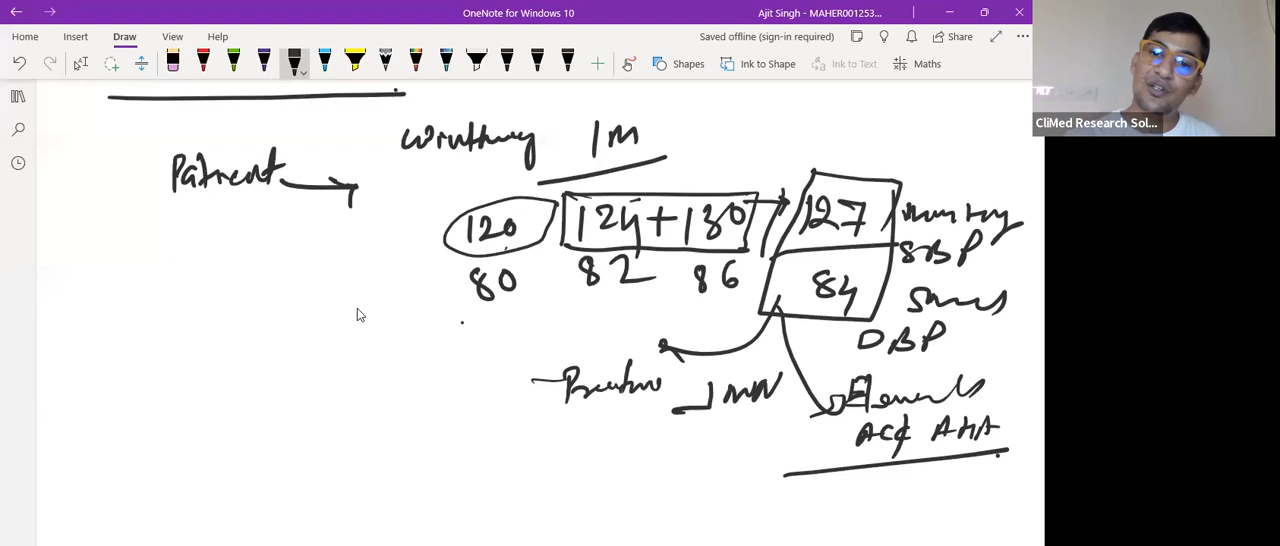 OneNote for Windows 10
Ajit Singh - MAHER001253...
Home Insert Draw View Help
Saved offline (sign-in required) Share
Shapes Ink to Shape Ink to Text Maths
CliMed Research Sol...
1M
Patient
120 124 + 130 127
SBP
80 82 86 84
DBP
ACC AHA